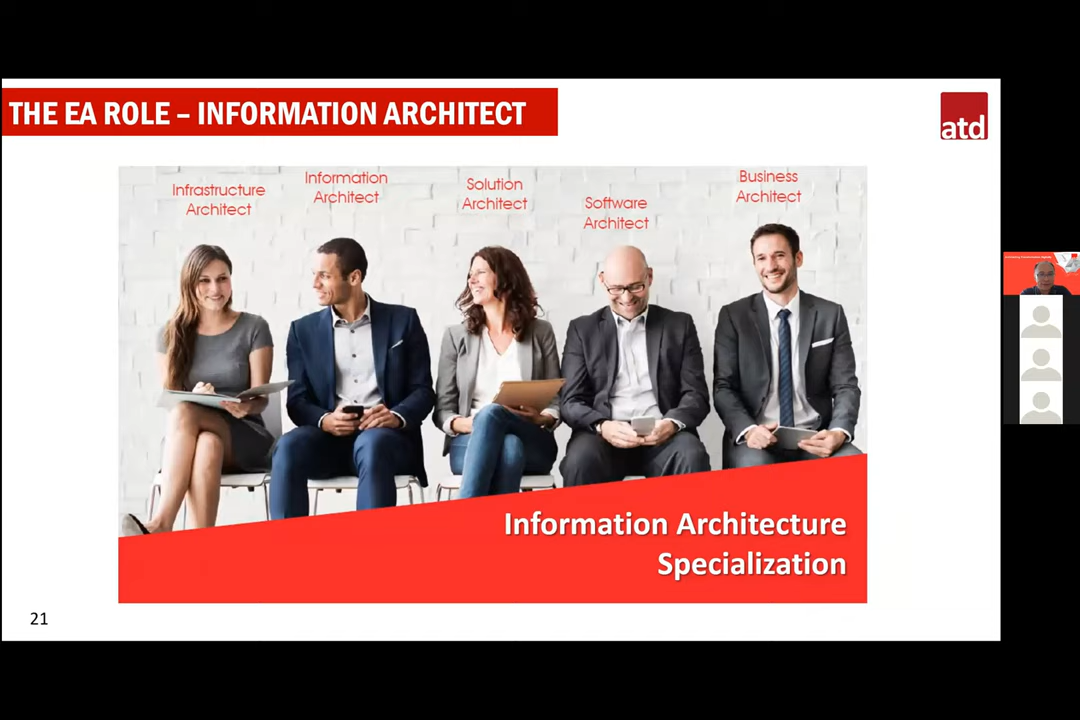 THE EA ROLE – INFORMATION ARCHITECT
atd
Infrastructure
Architect
Information
Architect
Solution
Architect
Software
Architect
Business
Architect
Information Architecture
Specialization
21